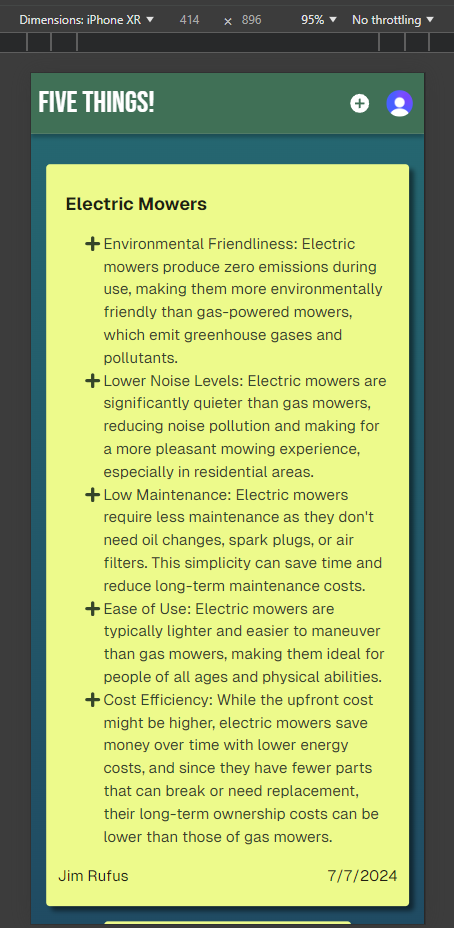 Dimensions: iPhone XR 414 × 896 95% No throttling
FIVE THINGS!
Electric Mowers
Environmental Friendliness: Electric
mowers produce zero emissions during
use, making them more environmentally
friendly than gas-powered mowers,
which emit greenhouse gases and
pollutants.
Lower Noise Levels: Electric mowers are
significantly quieter than gas mowers,
reducing noise pollution and making for
a more pleasant mowing experience,
especially in residential areas.
Low Maintenance: Electric mowers
require less maintenance as they don't
need oil changes, spark plugs, or air
filters. This simplicity can save time and
reduce long-term maintenance costs.
Ease of Use: Electric mowers are
typically lighter and easier to maneuver
than gas mowers, making them ideal for
people of all ages and physical abilities.
Cost Efficiency: While the upfront cost
might be higher, electric mowers save
money over time with lower energy
costs, and since they have fewer parts
that can break or need replacement,
their long-term ownership costs can be
lower than those of gas mowers.
Jim Rufus 7/7/2024